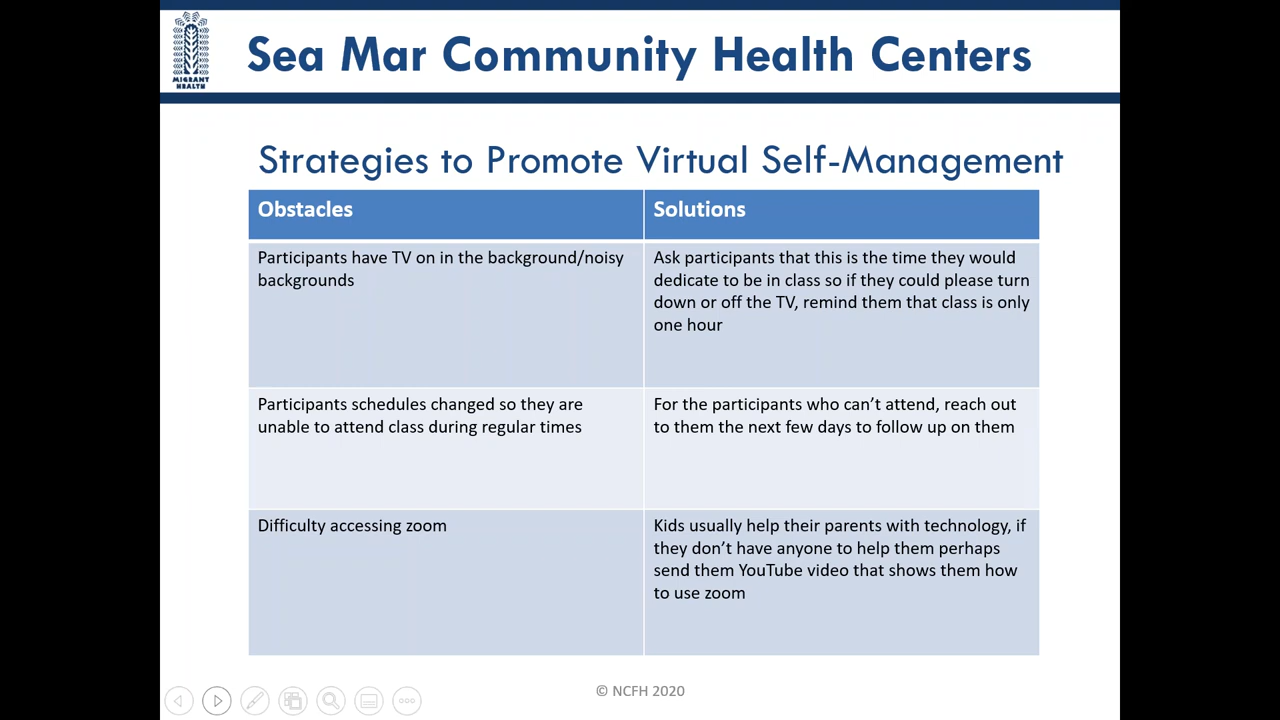 MIGRANT
HEALTH
Sea Mar Community Health Centers
Strategies to Promote Virtual Self-Management
Obstacles
Solutions
Participants have TV on in the background/noisy
backgrounds
Ask participants that this is the time they would
dedicate to be in class so if they could please turn
down or off the TV, remind them that class is only
one hour
Participants schedules changed so they are
unable to attend class during regular times
For the participants who can’t attend, reach out
to them the next few days to follow up on them
Difficulty accessing zoom
Kids usually help their parents with technology, if
they don’t have anyone to help them perhaps
send them YouTube video that shows them how
to use zoom
© NCFH 2020